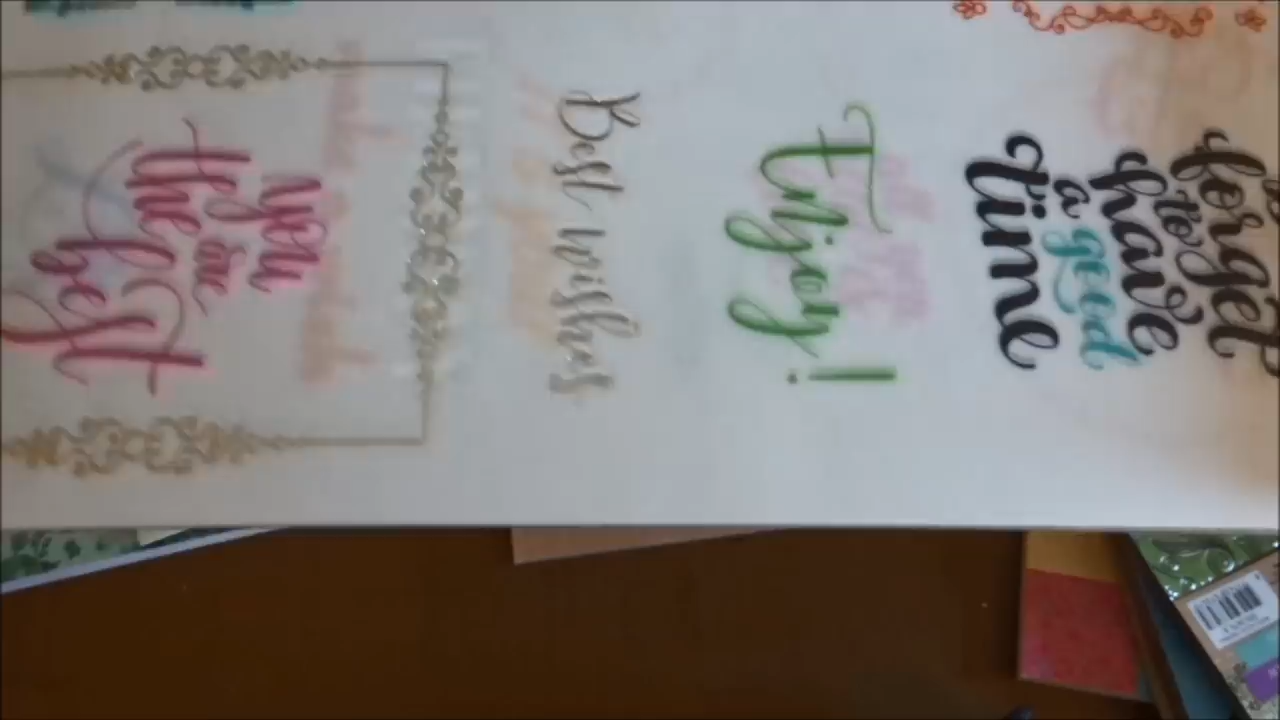 forget
to
have
a good
time
Enjoy!
Best wishes
you
are
the
best